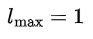 l_max = 1